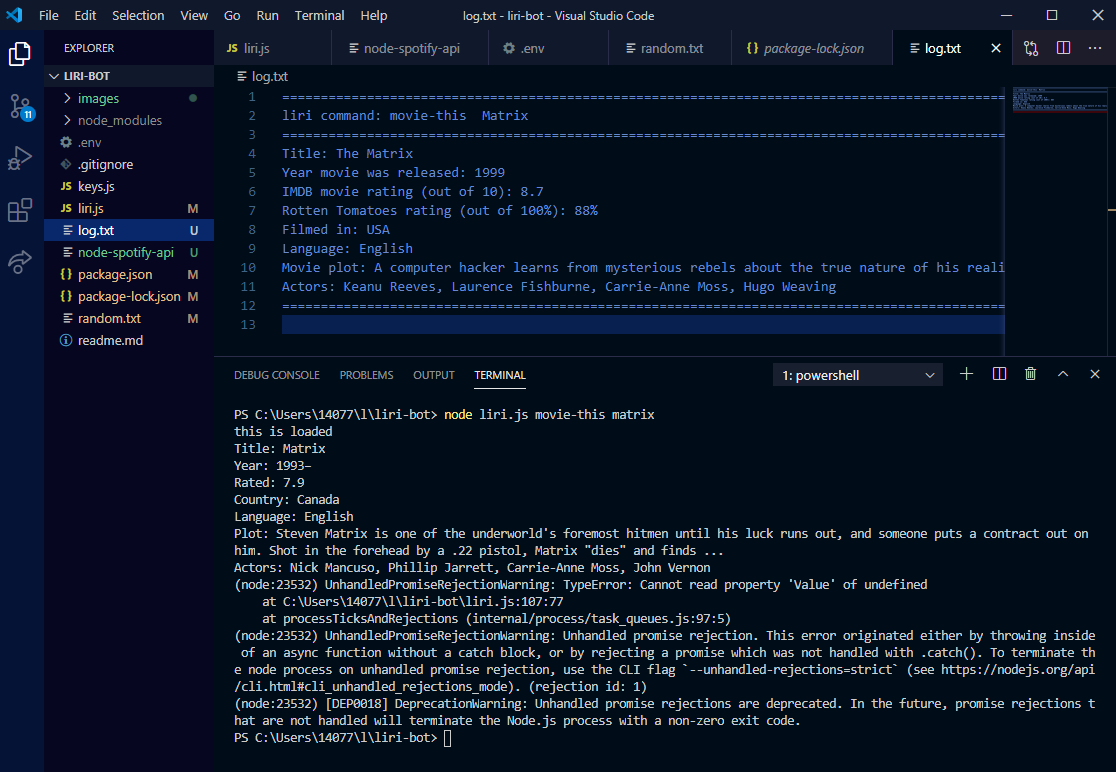 File Edit Selection View Go Run Terminal Help log.txt - liri-bot - Visual Studio Code
EXPLORER
LIRI-BOT
images
node_modules
.env
.gitignore
JS keys.js
JS liri.js M
log.txt U
node-spotify-api U
{} package.json M
{} package-lock.json M
random.txt M
readme.md
11
JS liri.js node-spotify-api .env random.txt {} package-lock.json log.txt
log.txt
1 ====================================================================================================
2 liri command: movie-this  Matrix
3 ====================================================================================================
4 Title: The Matrix
5 Year movie was released: 1999
6 IMDB movie rating (out of 10): 8.7
7 Rotten Tomatoes rating (out of 100%): 88%
8 Filmed in: USA
9 Language: English
10 Movie plot: A computer hacker learns from mysterious rebels about the true nature of his reali
11 Actors: Keanu Reeves, Laurence Fishburne, Carrie-Anne Moss, Hugo Weaving
12 ====================================================================================================
13
DEBUG CONSOLE PROBLEMS OUTPUT TERMINAL 1: powershell
PS C:\Users\14077\l\liri-bot> node liri.js movie-this matrix
this is loaded
Title: Matrix
Year: 1993–
Rated: 7.9
Country: Canada
Language: English
Plot: Steven Matrix is one of the underworld's foremost hitmen until his luck runs out, and someone puts a contract out on
him. Shot in the forehead by a .22 pistol, Matrix "dies" and finds ...
Actors: Nick Mancuso, Phillip Jarrett, Carrie-Anne Moss, John Vernon
(node:23532) UnhandledPromiseRejectionWarning: TypeError: Cannot read property 'Value' of undefined
    at C:\Users\14077\l\liri-bot\liri.js:107:77
    at processTicksAndRejections (internal/process/task_queues.js:97:5)
(node:23532) UnhandledPromiseRejectionWarning: Unhandled promise rejection. This error originated either by throwing inside
 of an async function without a catch block, or by rejecting a promise which was not handled with .catch(). To terminate th
e node process on unhandled promise rejection, use the CLI flag `--unhandled-rejections=strict` (see https://nodejs.org/api
/cli.html#cli_unhandled_rejections_mode). (rejection id: 1)
(node:23532) [DEP0018] DeprecationWarning: Unhandled promise rejections are deprecated. In the future, promise rejections t
hat are not handled will terminate the Node.js process with a non-zero exit code.
PS C:\Users\14077\l\liri-bot>